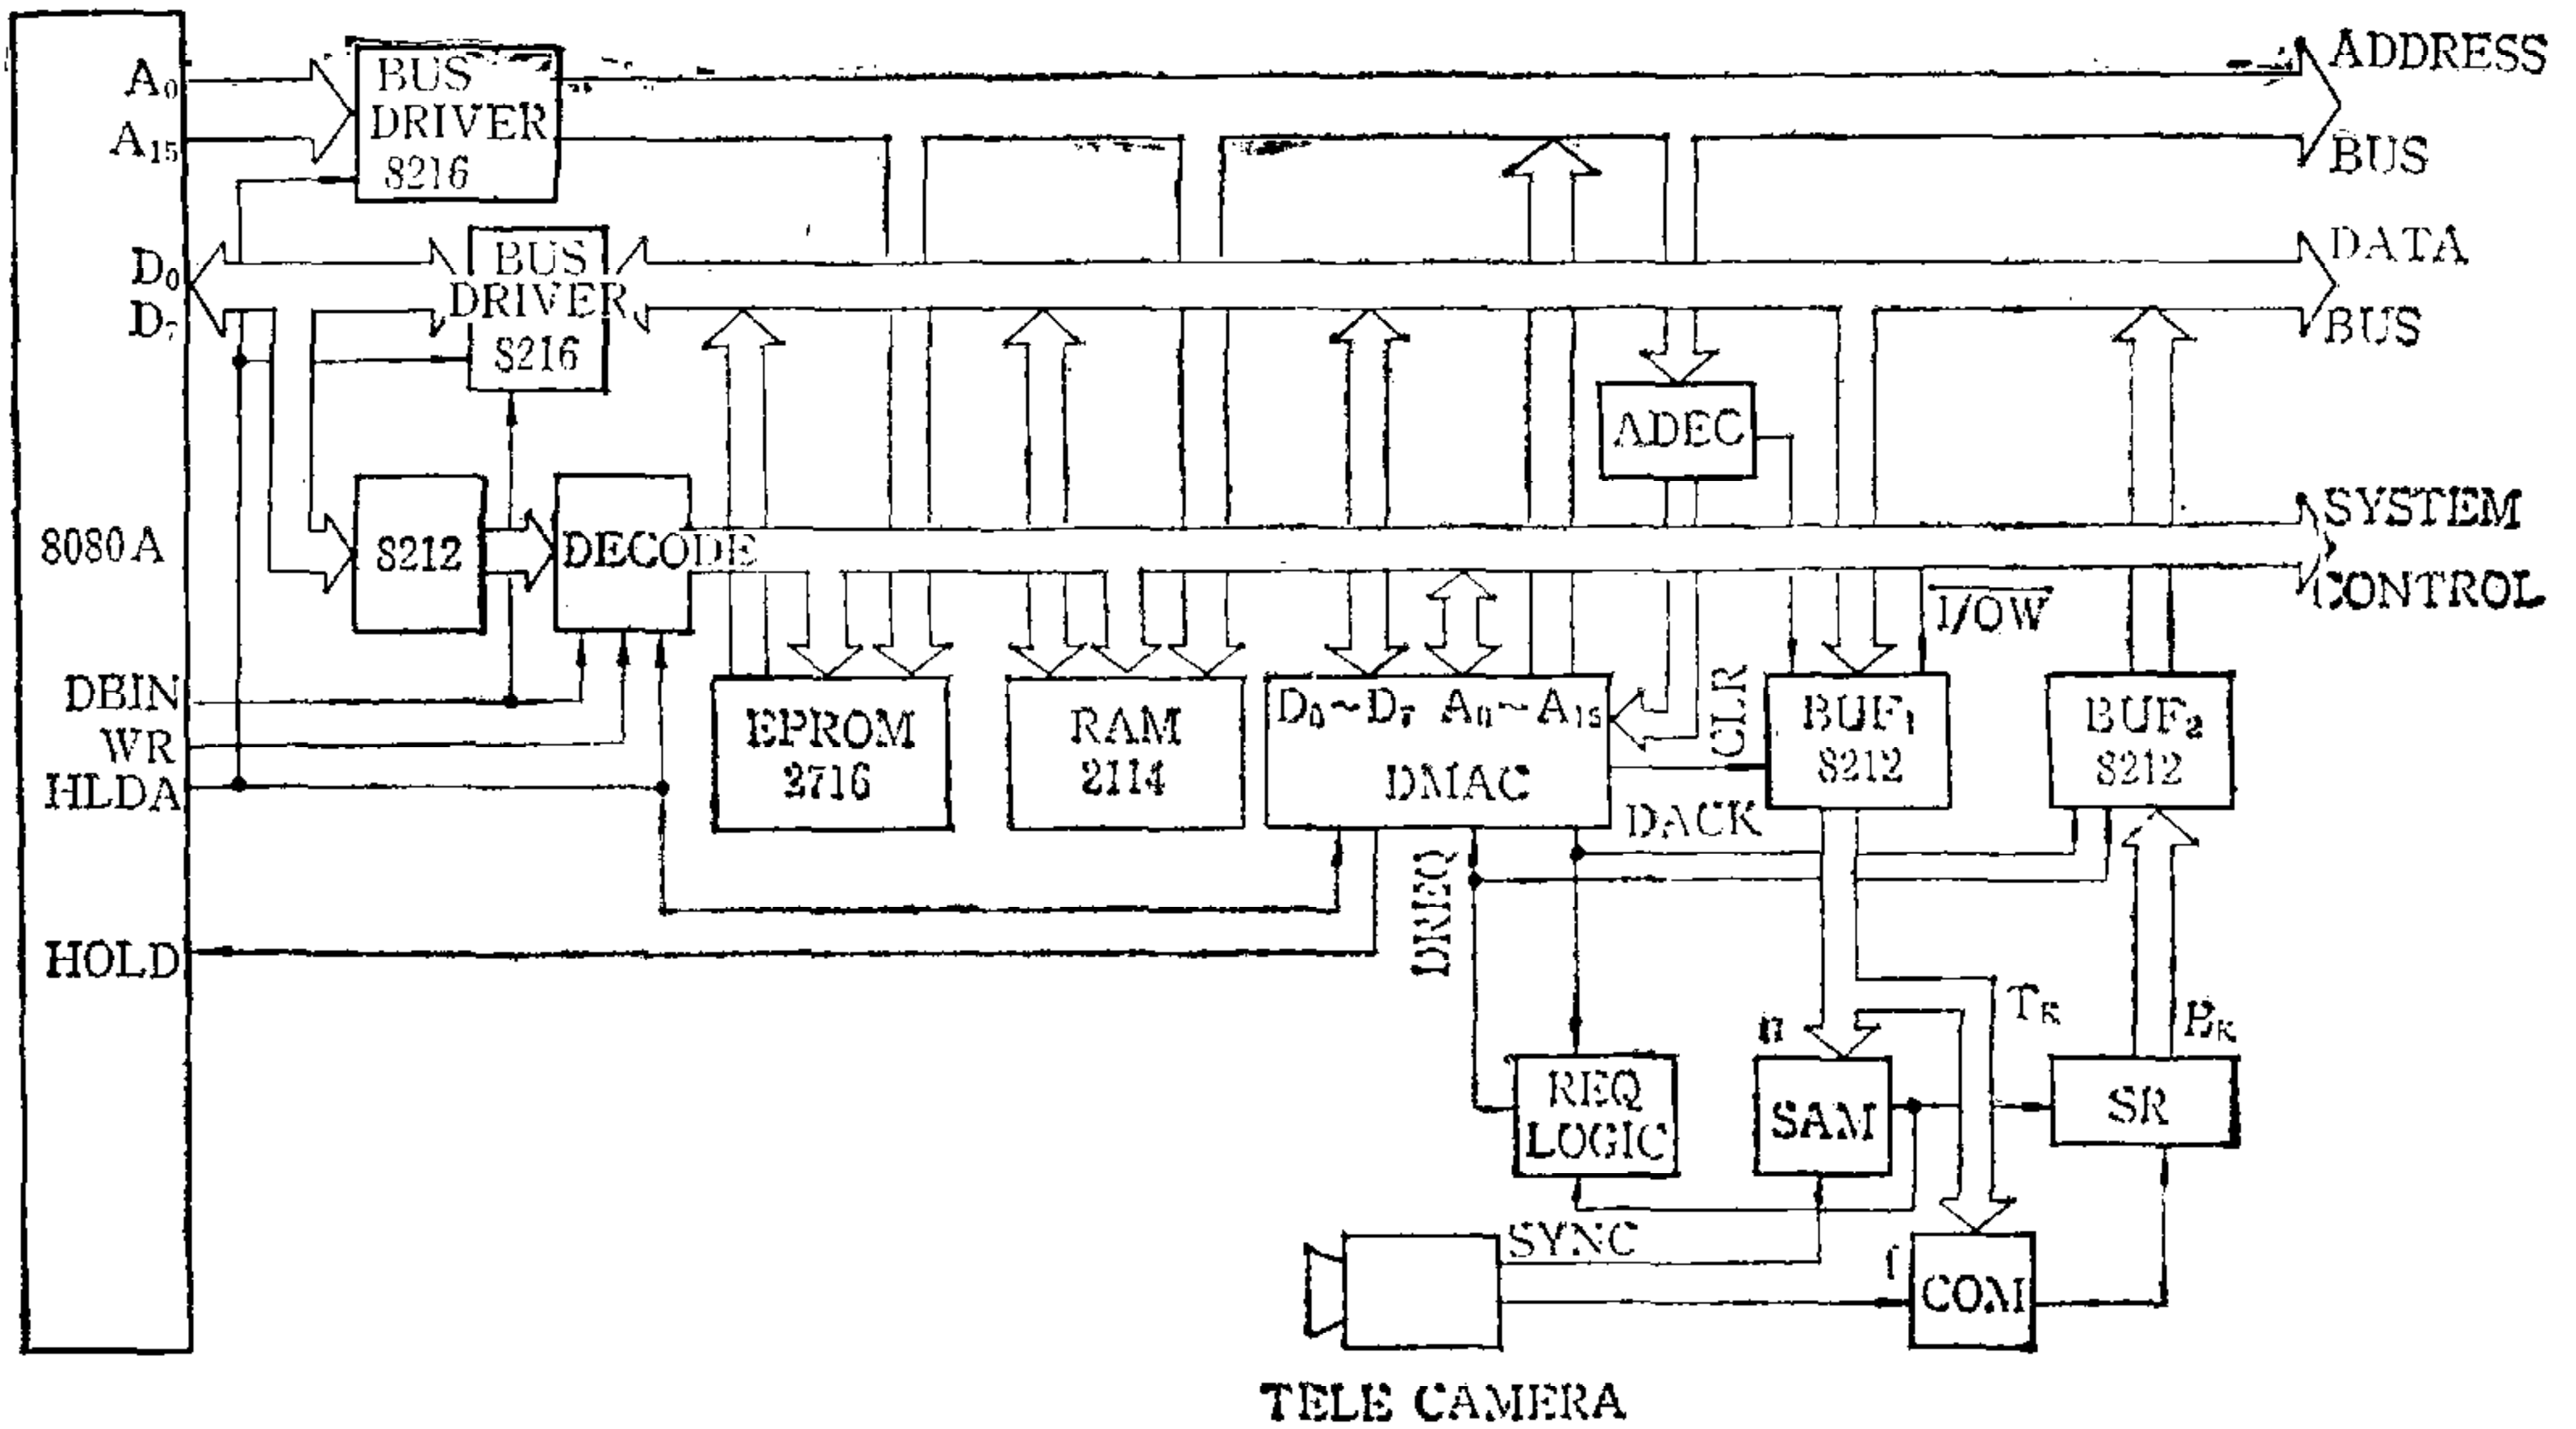 A₀
A₁₅
BUS
DRIVER
8216
ADDRESS
BUS
D₀
D₇
BUS
DRIVER
8216
DATA
BUS
ADEC
8080A
8212
DECODE
SYSTEM
CONTROL
I/OW
DBIN
WR
HLDA
HOLD
EPROM
2716
RAM
2114
D₀~D₇ A₀~A₁₅
DMAC
CLR
BUF₁
8212
BUF₂
8212
DACK
DREQ
n
T_K
B_K
REQ
LOGIC
SAM
SR
SYNC
COM
TELE CAMERA